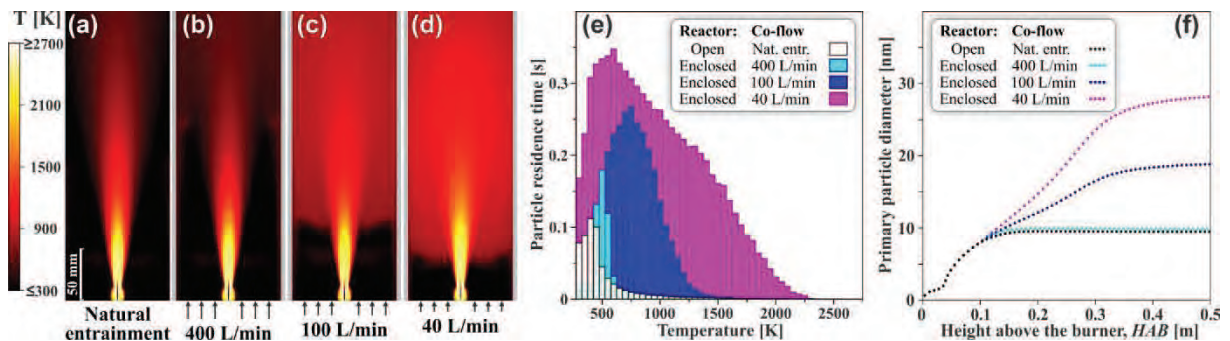 T [K]
≥2700
2100
1500
900
≤300
(a)
50 mm
Natural
entrainment
(b)
400 L/min
(c)
100 L/min
(d)
40 L/min
(e)
Reactor: Co-flow
Open Nat. entr.
Enclosed 400 L/min
Enclosed 100 L/min
Enclosed 40 L/min
Particle residence time [s]
0.3
0.2
0.1
0
500 1000 1500 2000 2500
Temperature [K]
(f)
Reactor: Co-flow
Open Nat. entr.
Enclosed 400 L/min
Enclosed 100 L/min
Enclosed 40 L/min
Primary particle diameter [nm]
30
20
10
0
0 0.1 0.2 0.3 0.4 0.5
Height above the burner, HAB [m]